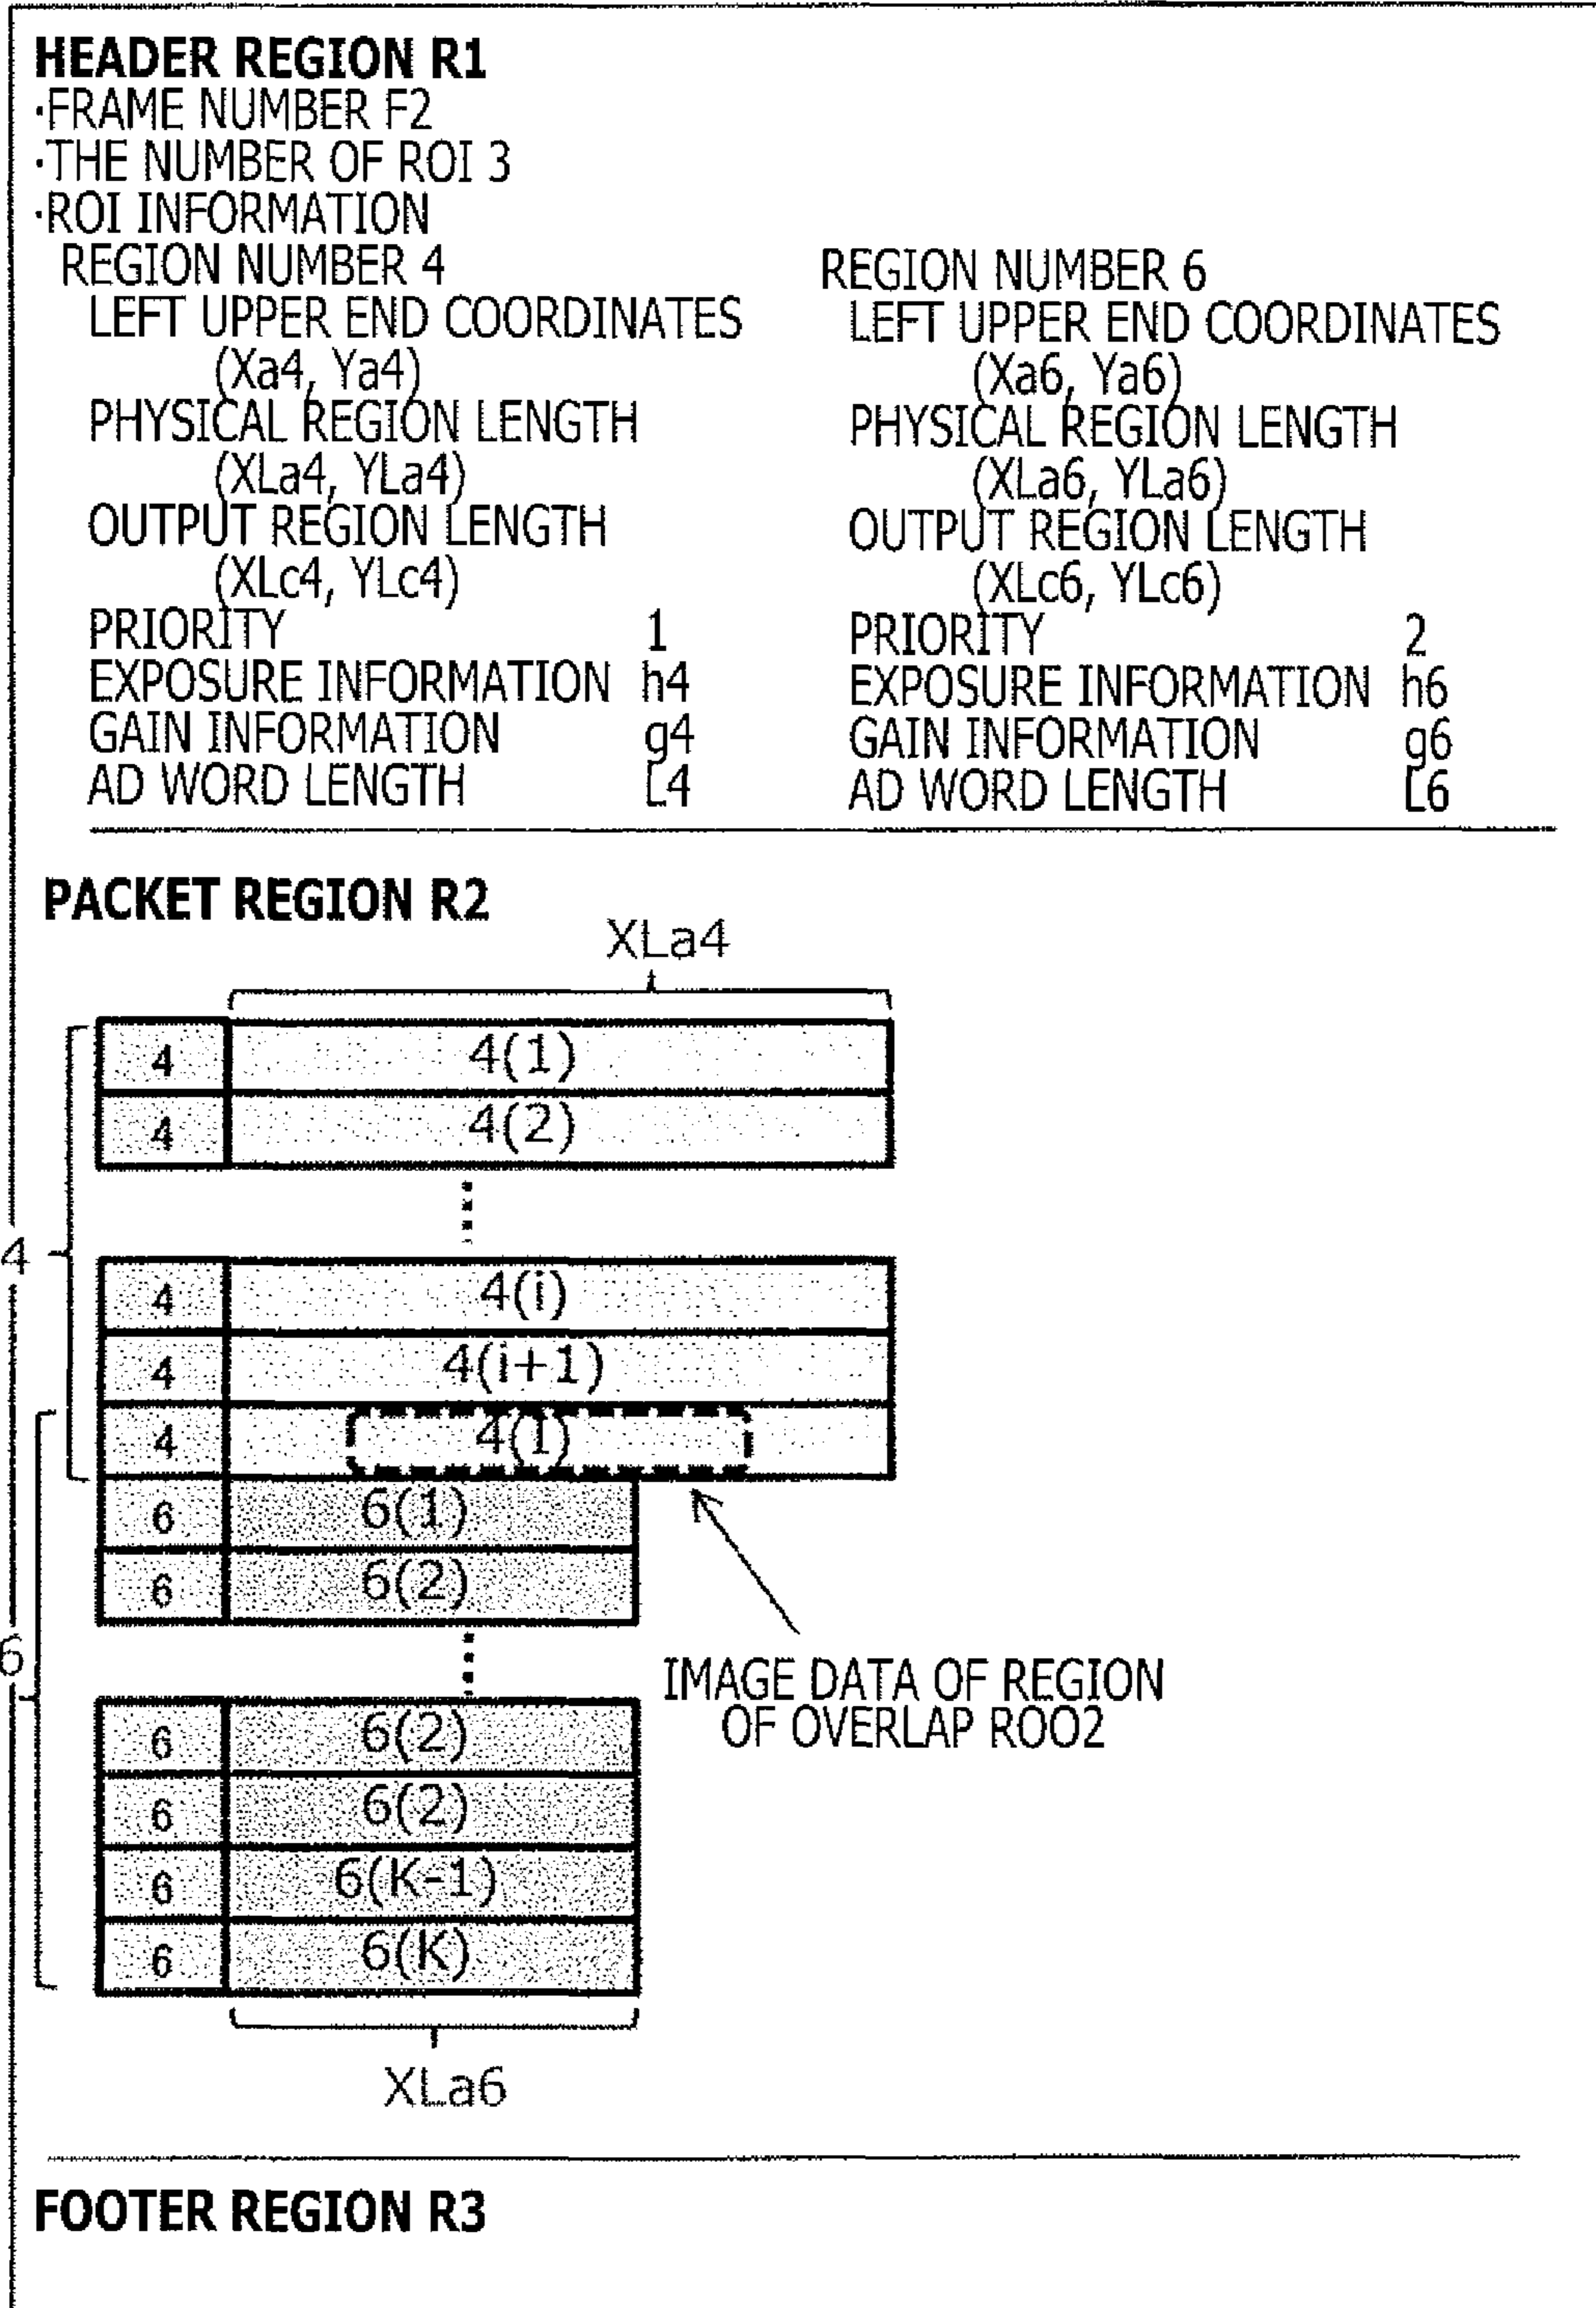 HEADER REGION R1
·FRAME NUMBER F2
·THE NUMBER OF ROI 3
·ROI INFORMATION
REGION NUMBER 4
LEFT UPPER END COORDINATES
(Xa4, Ya4)
PHYSICAL REGION LENGTH
(XLa4, YLa4)
OUTPUT REGION LENGTH
(XLc4, YLc4)
PRIORITY 1
EXPOSURE INFORMATION h4
GAIN INFORMATION g4
AD WORD LENGTH L4
REGION NUMBER 6
LEFT UPPER END COORDINATES
(Xa6, Ya6)
PHYSICAL REGION LENGTH
(XLa6, YLa6)
OUTPUT REGION LENGTH
(XLc6, YLc6)
PRIORITY 2
EXPOSURE INFORMATION h6
GAIN INFORMATION g6
AD WORD LENGTH L6
PACKET REGION R2
XLa4
4 4(1)
4 4(2)
4
4 4(i)
4 4(i+1)
4 4(1)
6 6(1)
6 6(2)
6
IMAGE DATA OF REGION
OF OVERLAP ROO2
6 6(2)
6 6(2)
6 6(K-1)
6 6(K)
XLa6
FOOTER REGION R3